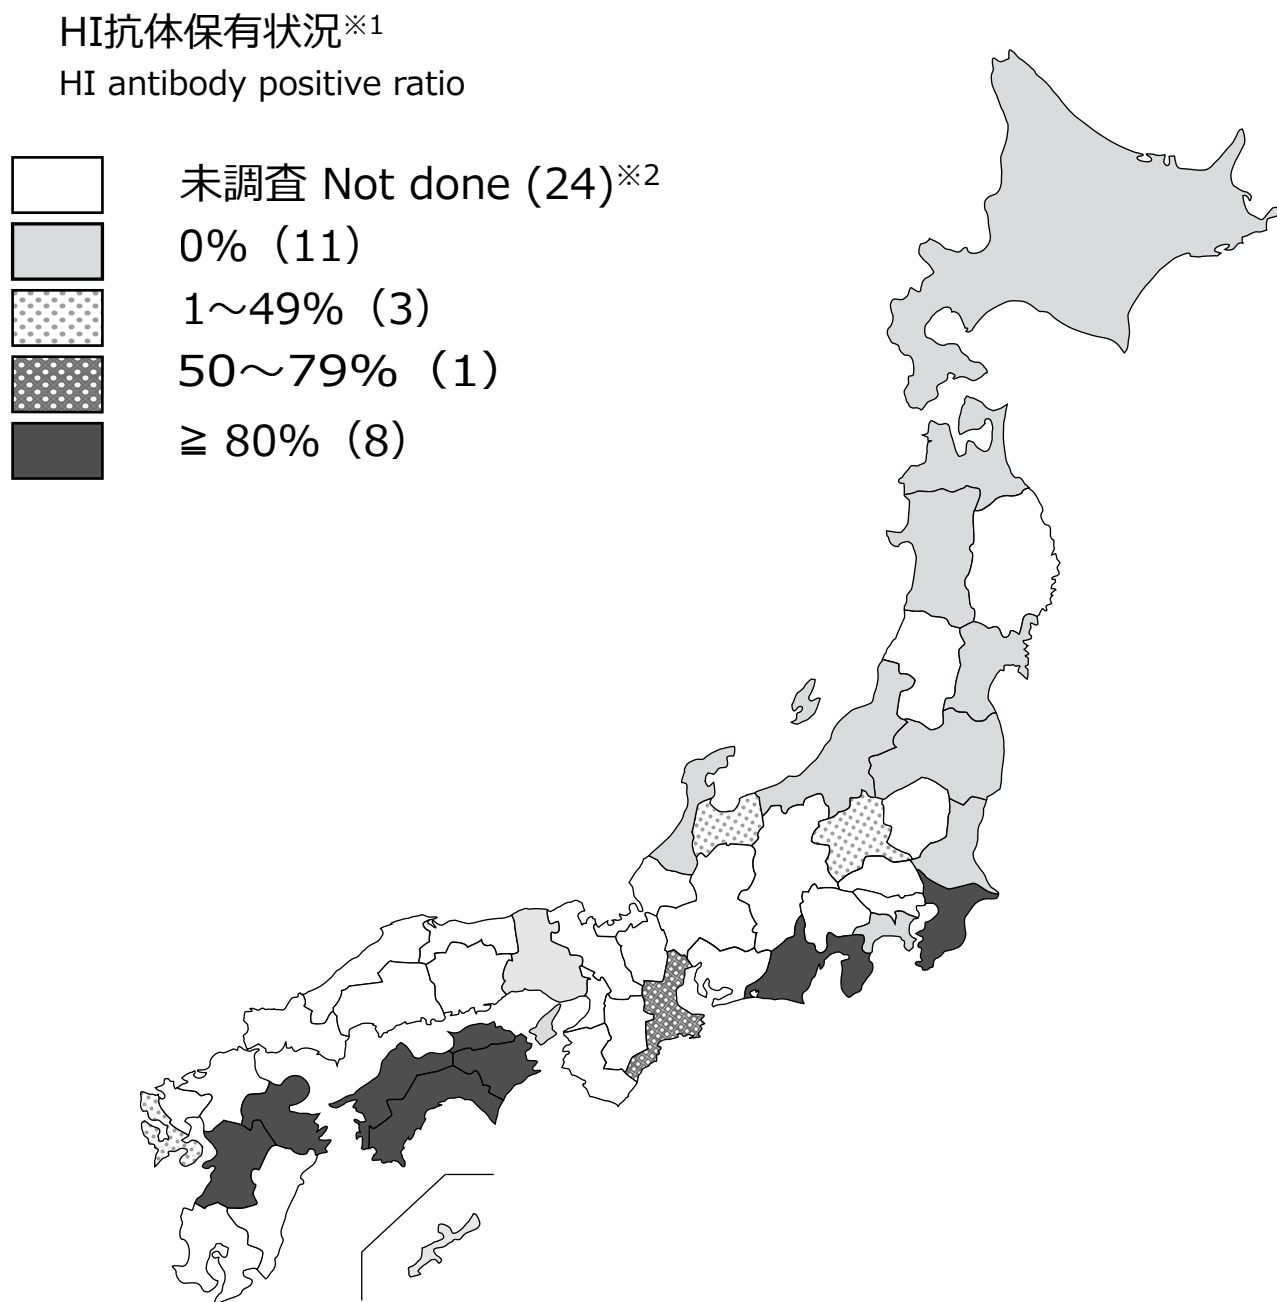 HI抗体保有状況※1
HI antibody positive ratio
未調査 Not done (24)※2
0%（11）
1～49%（3）
50～79%（1）
≧ 80%（8）